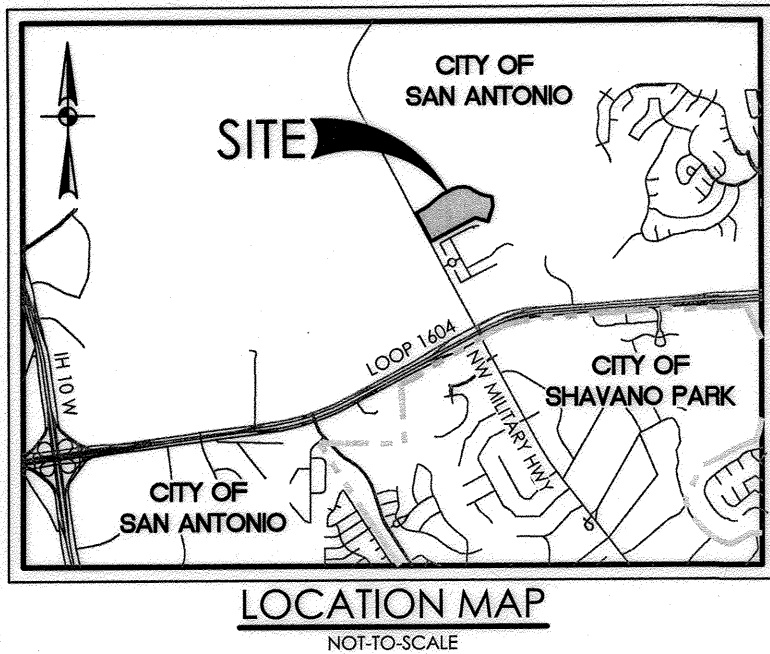 CITY OF
SAN ANTONIO
SITE
LOOP 1604
IH 10 W
NW MILITARY HWY
CITY OF
SHAVANO PARK
CITY OF
SAN ANTONIO
LOCATION MAP
NOT-TO-SCALE